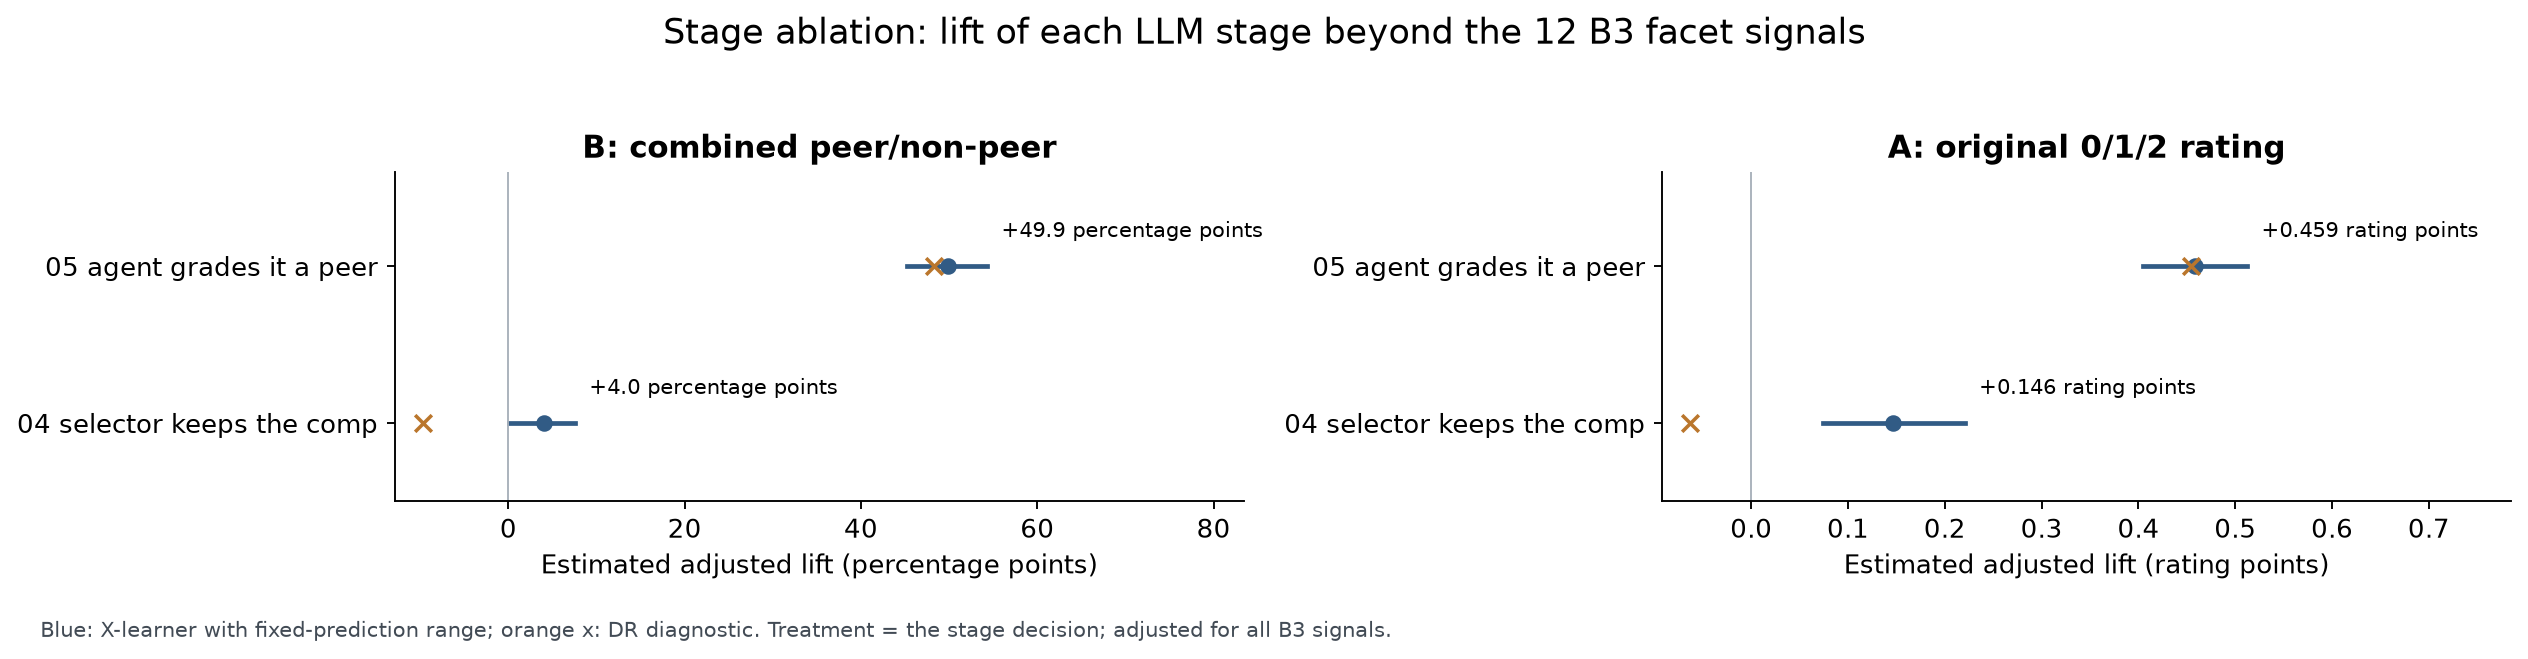 Stage ablation: lift of each LLM stage beyond the 12 B3 facet signals
B: combined peer/non-peer
+49.9 percentage points
05 agent grades it a peer
+4.0 percentage points
04 selector keeps the comp
0 20 40 60 80
Estimated adjusted lift (percentage points)
A: original 0/1/2 rating
+0.459 rating points
05 agent grades it a peer
+0.146 rating points
04 selector keeps the comp
0.0 0.1 0.2 0.3 0.4 0.5 0.6 0.7
Estimated adjusted lift (rating points)
Blue: X-learner with fixed-prediction range; orange x: DR diagnostic. Treatment = the stage decision; adjusted for all B3 signals.